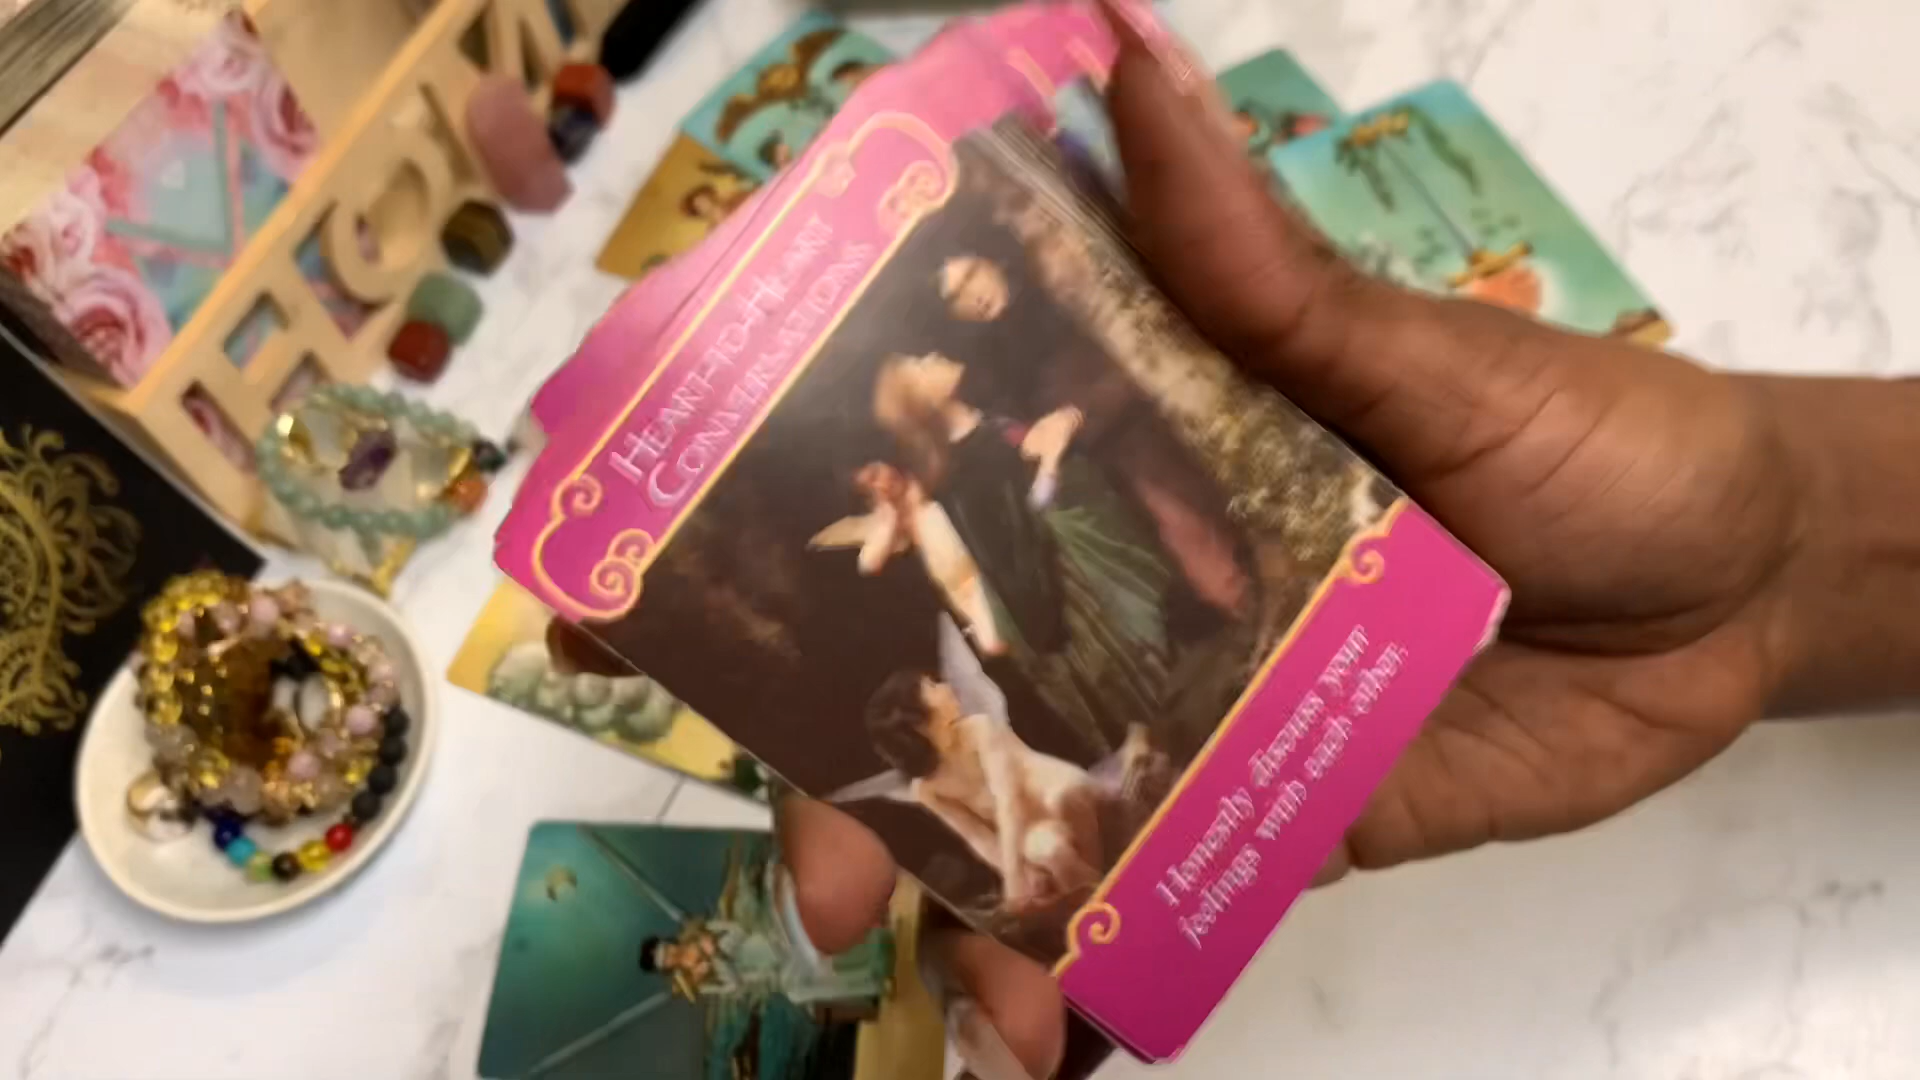 Heart-to-Heart
Conversations
Honestly discuss your
feelings with each other.